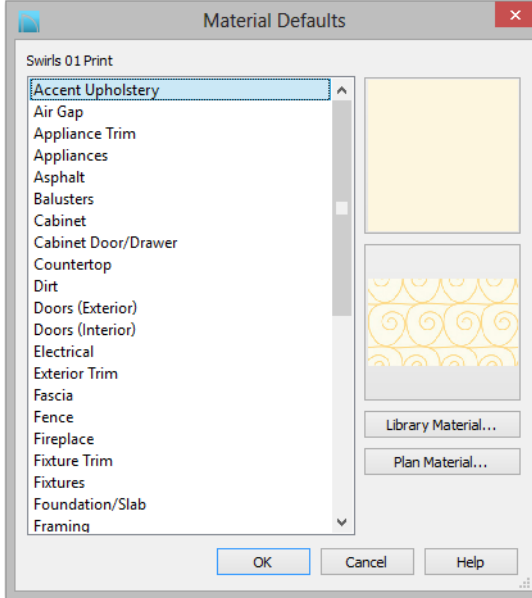 Material Defaults
Swirls 01 Print
Accent Upholstery
Air Gap
Appliance Trim
Appliances
Asphalt
Balusters
Cabinet
Cabinet Door/Drawer
Countertop
Dirt
Doors (Exterior)
Doors (Interior)
Electrical
Exterior Trim
Fascia
Fence
Fireplace
Fixture Trim
Fixtures
Foundation/Slab
Framing
Library Material...
Plan Material...
OK
Cancel
Help